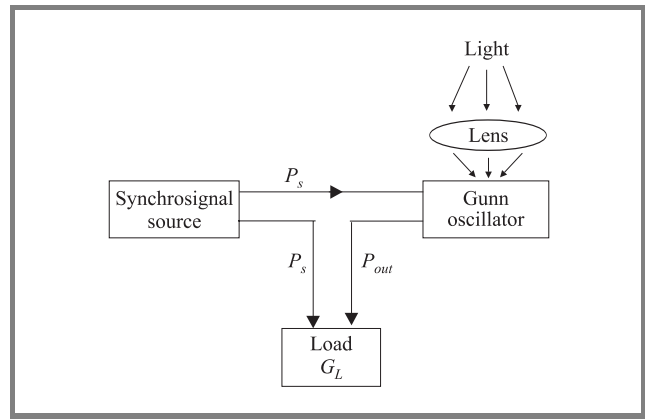 Light
Lens
P_s
Synchrosignal
source
Gunn
oscillator
P_s
P_out
Load
G_L